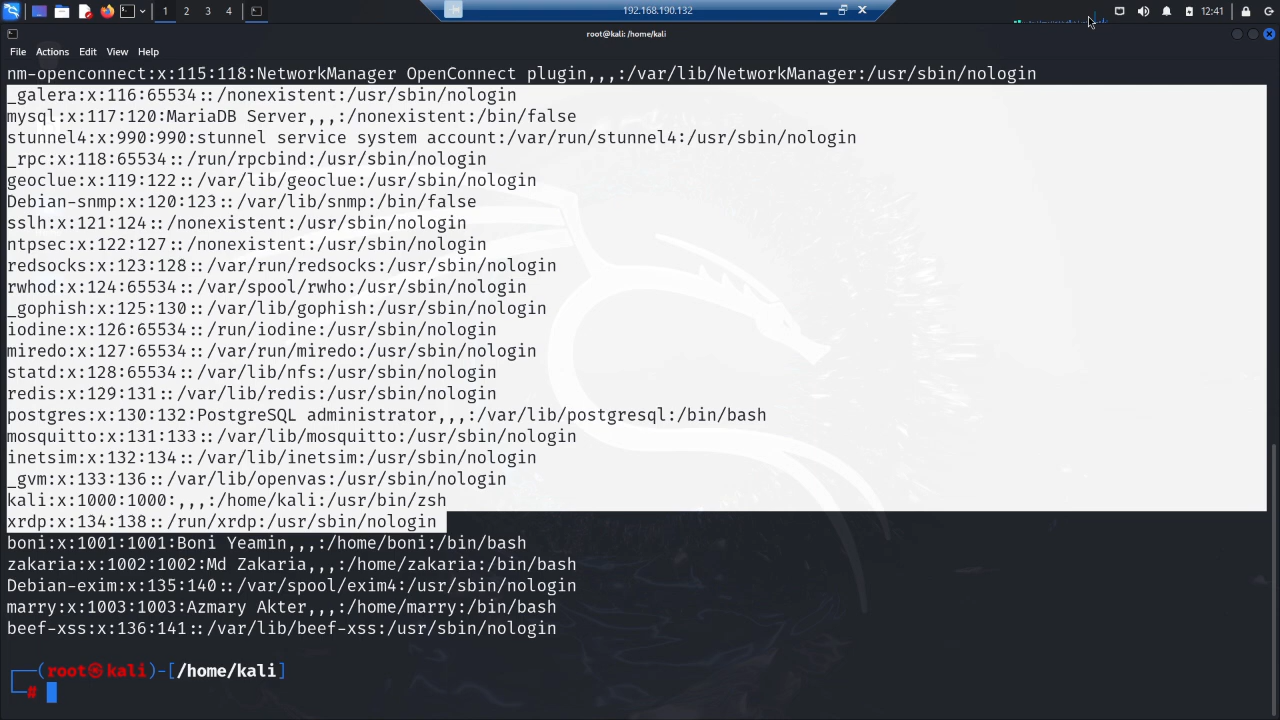 1 2 3 4
192.168.190.132
12:41
root@kali: /home/kali
File Actions Edit View Help
nm-openconnect:x:115:118:NetworkManager OpenConnect plugin,,,:/var/lib/NetworkManager:/usr/sbin/nologin
_galera:x:116:65534::/nonexistent:/usr/sbin/nologin
mysql:x:117:120:MariaDB Server,,,:/nonexistent:/bin/false
stunnel4:x:990:990:stunnel service system account:/var/run/stunnel4:/usr/sbin/nologin
_rpc:x:118:65534::/run/rpcbind:/usr/sbin/nologin
geoclue:x:119:122::/var/lib/geoclue:/usr/sbin/nologin
Debian-snmp:x:120:123::/var/lib/snmp:/bin/false
sslh:x:121:124::/nonexistent:/usr/sbin/nologin
ntpsec:x:122:127::/nonexistent:/usr/sbin/nologin
redsocks:x:123:128::/var/run/redsocks:/usr/sbin/nologin
rwhod:x:124:65534::/var/spool/rwho:/usr/sbin/nologin
_gophish:x:125:130::/var/lib/gophish:/usr/sbin/nologin
iodine:x:126:65534::/run/iodine:/usr/sbin/nologin
miredo:x:127:65534::/var/run/miredo:/usr/sbin/nologin
statd:x:128:65534::/var/lib/nfs:/usr/sbin/nologin
redis:x:129:131::/var/lib/redis:/usr/sbin/nologin
postgres:x:130:132:PostgreSQL administrator,,,:/var/lib/postgresql:/bin/bash
mosquitto:x:131:133::/var/lib/mosquitto:/usr/sbin/nologin
inetsim:x:132:134::/var/lib/inetsim:/usr/sbin/nologin
_gvm:x:133:136::/var/lib/openvas:/usr/sbin/nologin
kali:x:1000:1000:,,,:/home/kali:/usr/bin/zsh
xrdp:x:134:138::/run/xrdp:/usr/sbin/nologin
boni:x:1001:1001:Boni Yeamin,,,:/home/boni:/bin/bash
zakaria:x:1002:1002:Md Zakaria,,,:/home/zakaria:/bin/bash
Debian-exim:x:135:140::/var/spool/exim4:/usr/sbin/nologin
marry:x:1003:1003:Azmary Akter,,,:/home/marry:/bin/bash
beef-xss:x:136:141::/var/lib/beef-xss:/usr/sbin/nologin
┌──(root㉿kali)-[/home/kali]
└─#